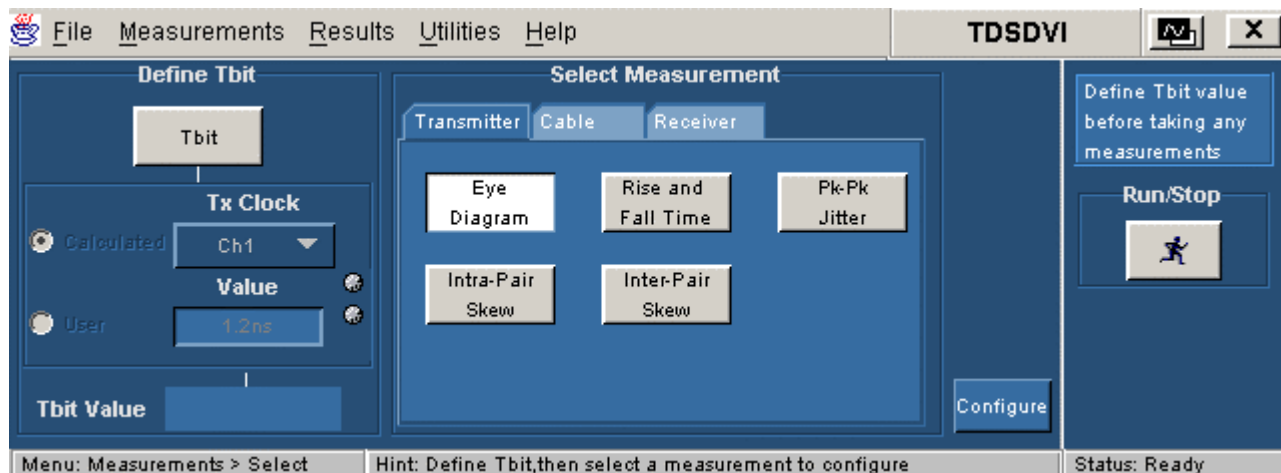 File Measurements Results Utilities Help TDSDVI X
Define Tbit
Tbit
Tx Clock
Calculated
Ch1
Value
User
1.2ns
Tbit Value
Select Measurement
Transmitter Cable Receiver
Eye
Diagram
Rise and
Fall Time
Pk-Pk
Jitter
Intra-Pair
Skew
Inter-Pair
Skew
Configure
Define Tbit value
before taking any
measurements
Run/Stop
Menu: Measurements > Select
Hint: Define Tbit,then select a measurement to configure
Status: Ready